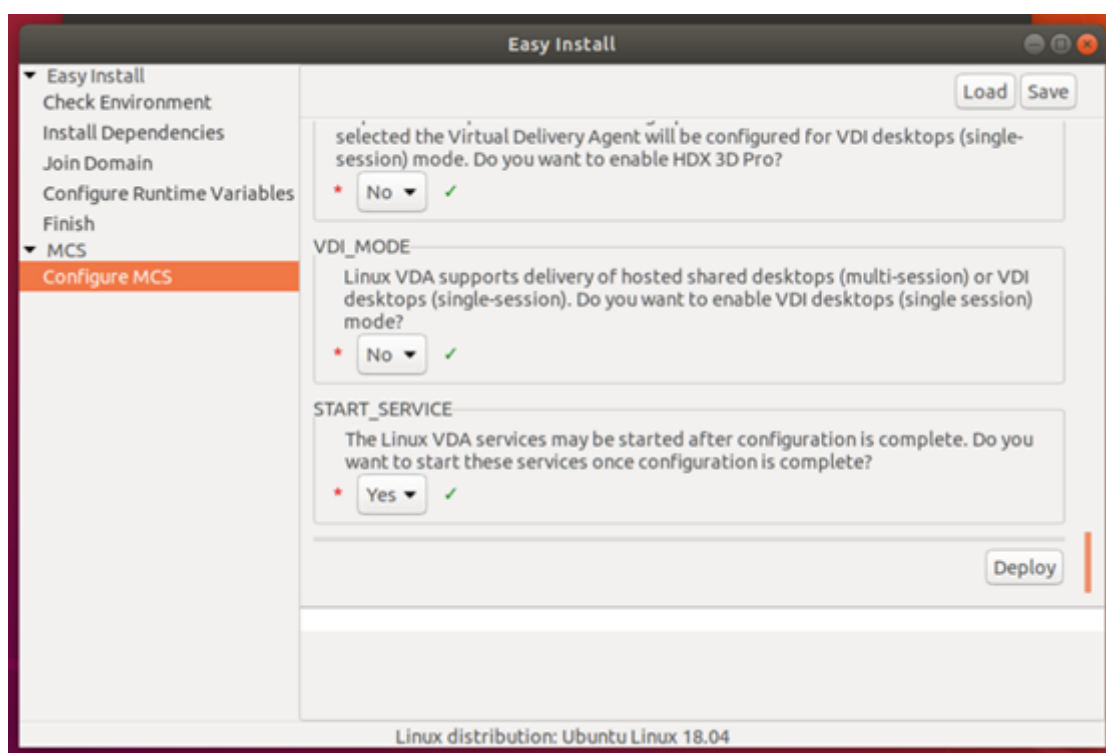 Easy Install
Easy Install
Check Environment
Install Dependencies
Join Domain
Configure Runtime Variables
Finish
MCS
Configure MCS
Load Save
selected the Virtual Delivery Agent will be configured for VDI desktops (single-
session) mode. Do you want to enable HDX 3D Pro?
* No ✓
VDI_MODE
Linux VDA supports delivery of hosted shared desktops (multi-session) or VDI
desktops (single-session). Do you want to enable VDI desktops (single session)
mode?
* No ✓
START_SERVICE
The Linux VDA services may be started after configuration is complete. Do you
want to start these services once configuration is complete?
* Yes ✓
Deploy
Linux distribution: Ubuntu Linux 18.04